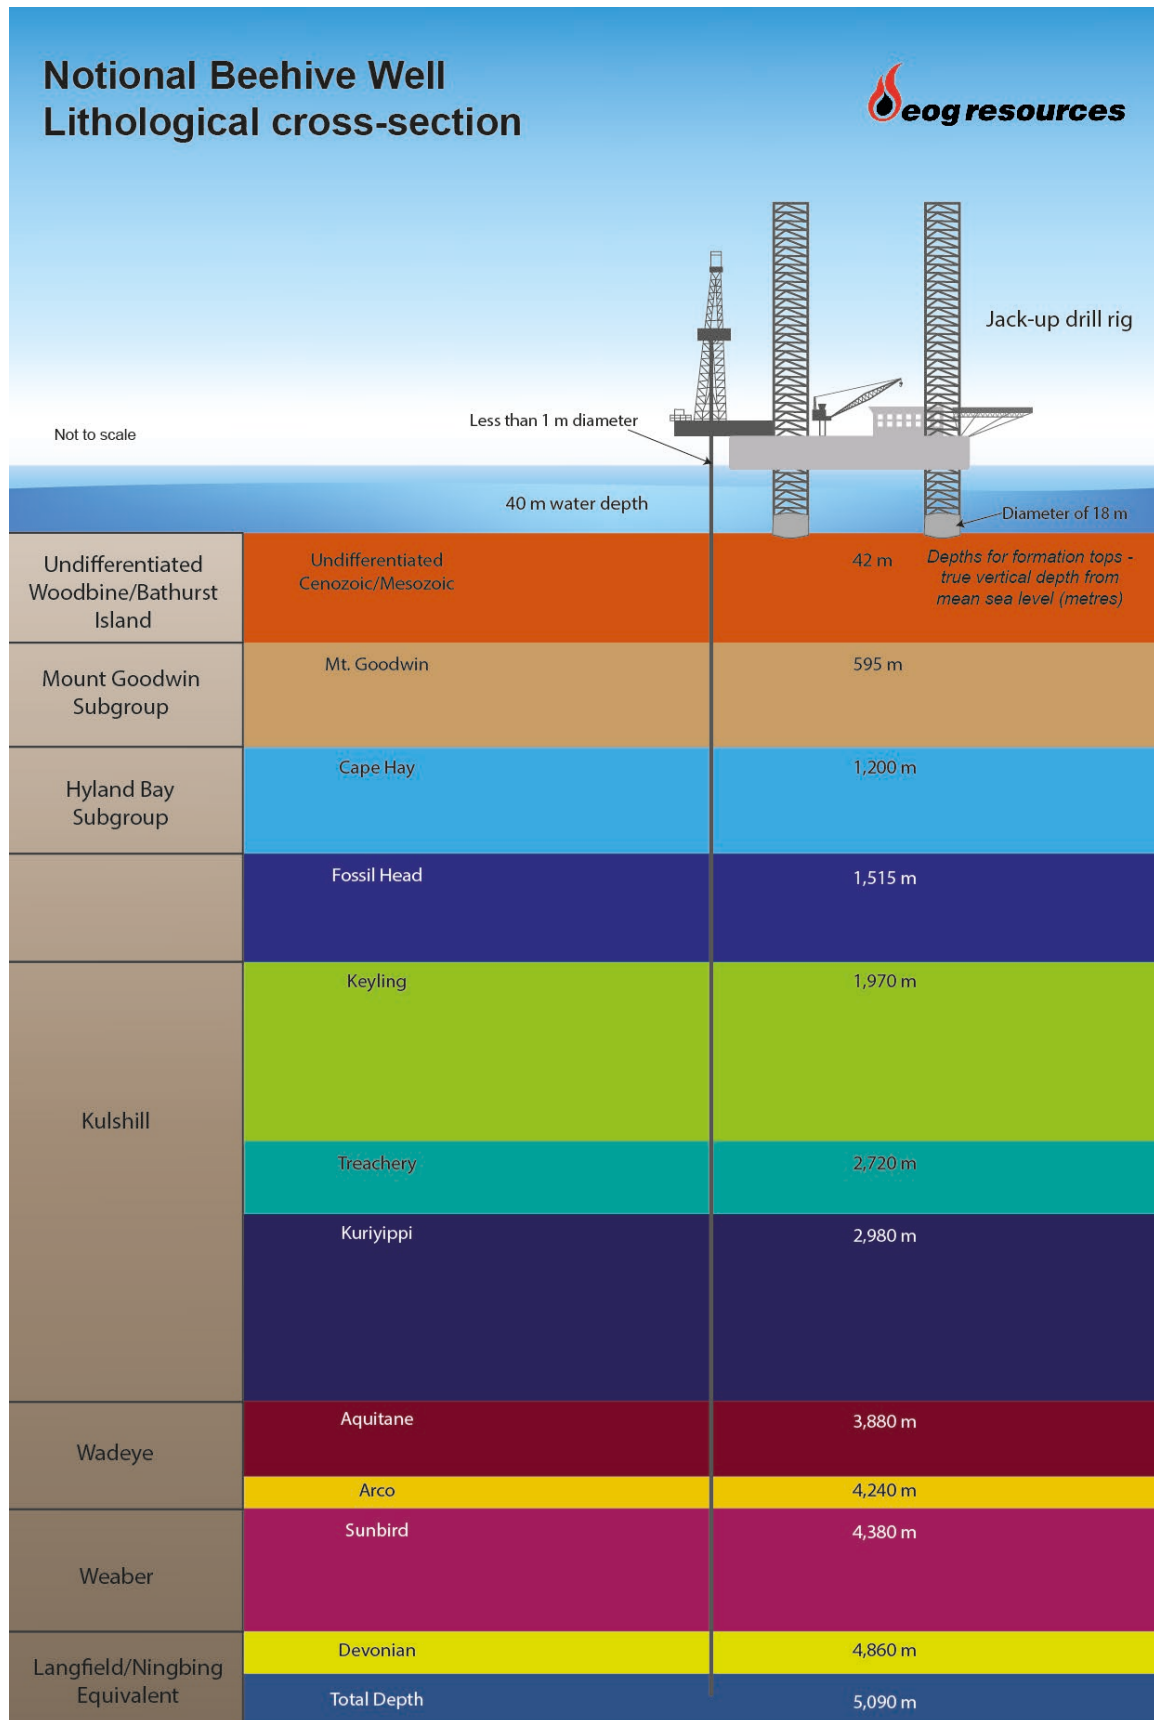 Notional Beehive Well
Lithological cross-section
eog resources
Jack-up drill rig
Less than 1 m diameter
Not to scale
40 m water depth
Diameter of 18 m
Undifferentiated
Woodbine/Bathurst
Island
Undifferentiated
Cenozoic/Mesozoic
42 m
Depths for formation tops -
true vertical depth from
mean sea level (metres)
Mount Goodwin
Subgroup
Mt. Goodwin
595 m
Hyland Bay
Subgroup
Cape Hay
1,200 m
Fossil Head
1,515 m
Kulshill
Keyling
1,970 m
Treachery
2,720 m
Kuriyippi
2,980 m
Wadeye
Aquitane
3,880 m
Arco
4,240 m
Weaber
Sunbird
4,380 m
Langfield/Ningbing
Equivalent
Devonian
4,860 m
Total Depth
5,090 m